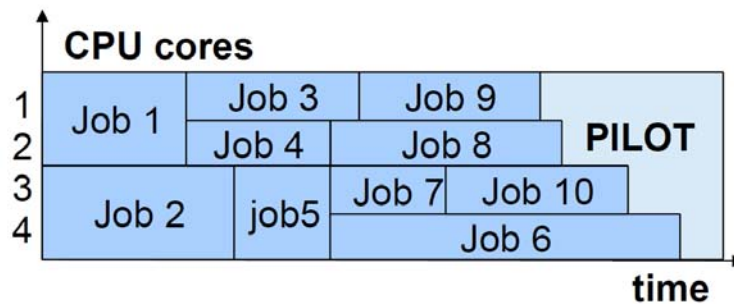 CPU cores
1
Job 1
Job 3
Job 9
2
Job 4
Job 8
PILOT
3
Job 2
job5
Job 7
Job 10
4
Job 6
time